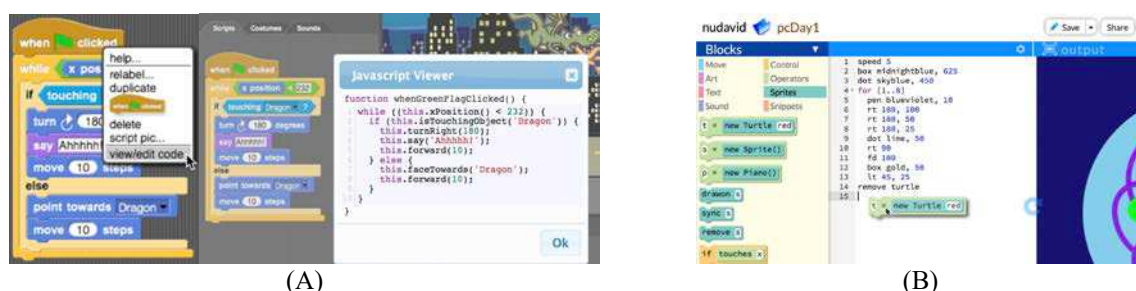 when clicked
while x pos
if touching
turn 180
say Ahhhhh!
move 10 steps
else
point towards Dragon
move 10 steps
help...
relabel...
duplicate
when clicked
delete
script pic...
view/edit code
Scripts Costumes Sounds
when clicked
while x position < 232
if touching Dragon ?
turn 180 degrees
say Ahhhhh!
move 10 steps
else
point towards Dragon
move 10 steps
Javascript Viewer
function whenGreenFlagClicked() {
while ((this.xPosition() < 232)) {
if (this.isTouchingObject('Dragon')) {
this.turnRight(180);
this.say('Ahhhhh!');
this.forward(10);
} else {
this.faceTowards('Dragon');
this.forward(10);
}
}
}
Ok
(A)
nudavid pcDay1
Save Share
Blocks
Move Control
Art Operators
Text Sprites
Sound Snippets
t = new Turtle red
s = new Sprite()
p = new Piano()
drawon s
sync s
remove s
if touches x
1 speed 5
2 box midnightblue, 625
3 dot skyblue, 450
4 for [1..8]
5 pen blueviolet, 10
6 rt 180, 100
7 rt 180, 50
8 rt 180, 25
9 dot lime, 50
10 rt 90
11 fd 100
12 box gold, 50
13 lt 45, 25
14 remove turtle
15
t = new Turtle red
output
(B)